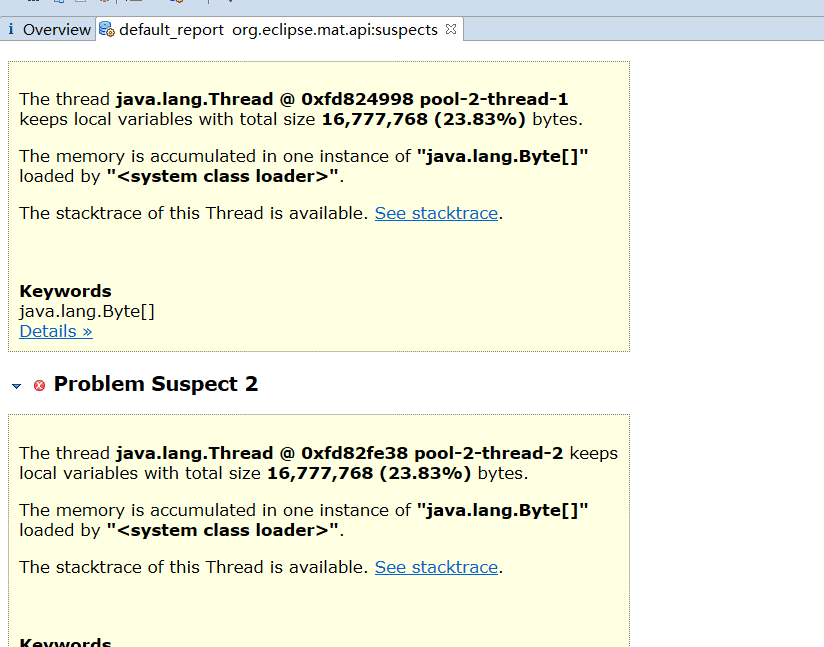 i Overview default_report org.eclipse.mat.api:suspects
The thread java.lang.Thread @ 0xfd824998 pool-2-thread-1
keeps local variables with total size 16,777,768 (23.83%) bytes.
The memory is accumulated in one instance of "java.lang.Byte[]"
loaded by "<system class loader>".
The stacktrace of this Thread is available. See stacktrace.
Keywords
java.lang.Byte[]
Details »
Problem Suspect 2
The thread java.lang.Thread @ 0xfd82fe38 pool-2-thread-2 keeps
local variables with total size 16,777,768 (23.83%) bytes.
The memory is accumulated in one instance of "java.lang.Byte[]"
loaded by "<system class loader>".
The stacktrace of this Thread is available. See stacktrace.
Keywords